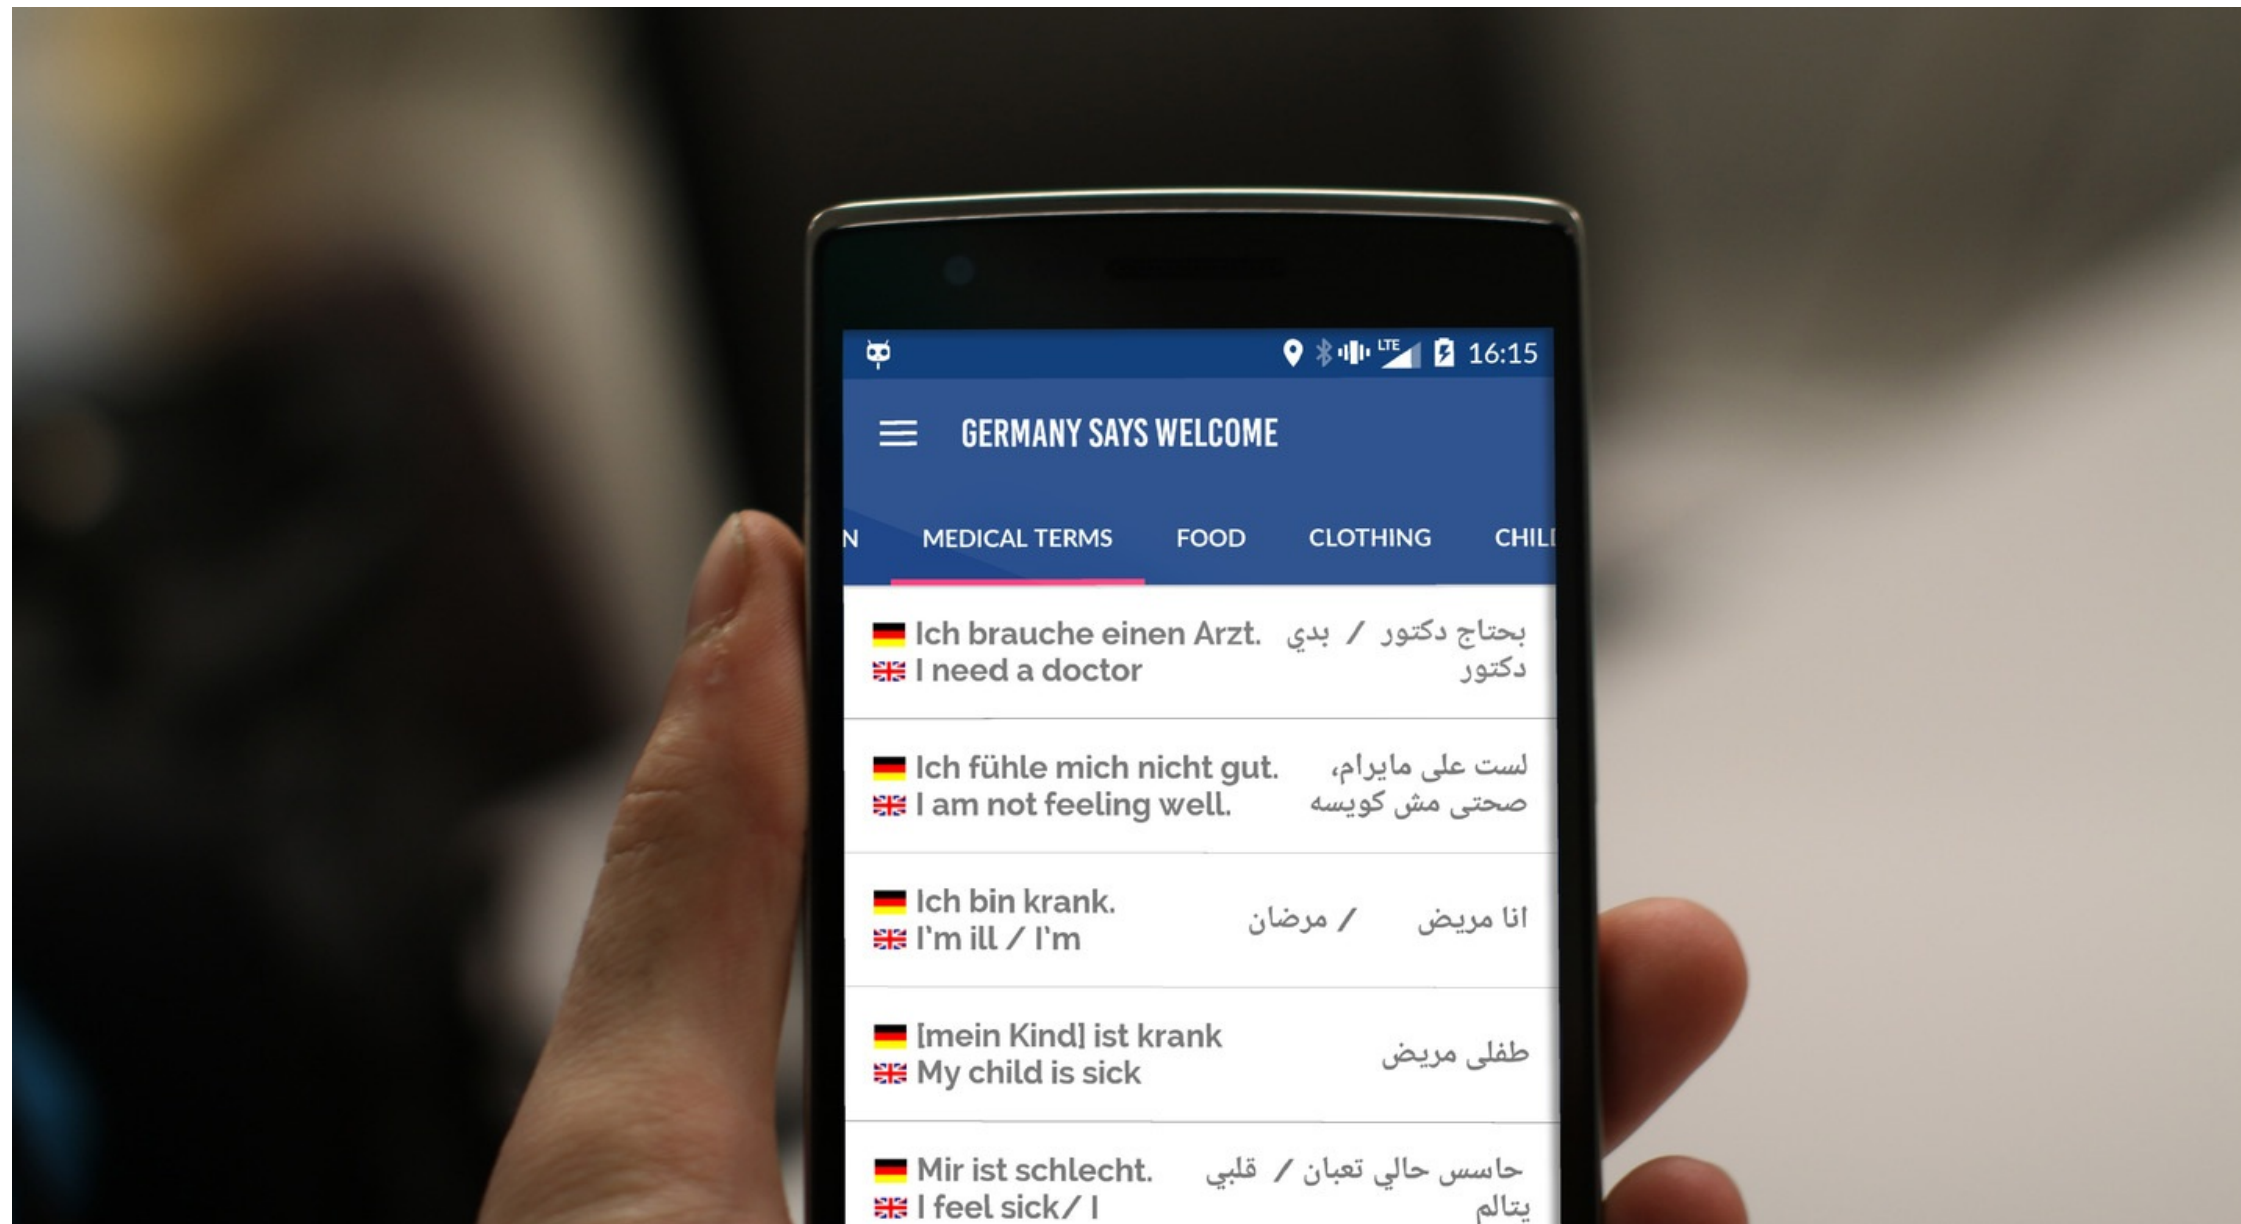 LTE 16:15
GERMANY SAYS WELCOME
N MEDICAL TERMS FOOD CLOTHING CHIL
Ich brauche einen Arzt. بحتاج دكتور / بدي
I need a doctor دكتور
Ich fühle mich nicht gut. لست على مايرام،
I am not feeling well. صحتى مش كويسه
Ich bin krank.
I'm ill / I'm
انا مريض / مرضان
[mein Kind] ist krank
My child is sick
طفلى مريض
Mir ist schlecht. حاسس حالي تعبان / قلبي
I feel sick/ I يتالم